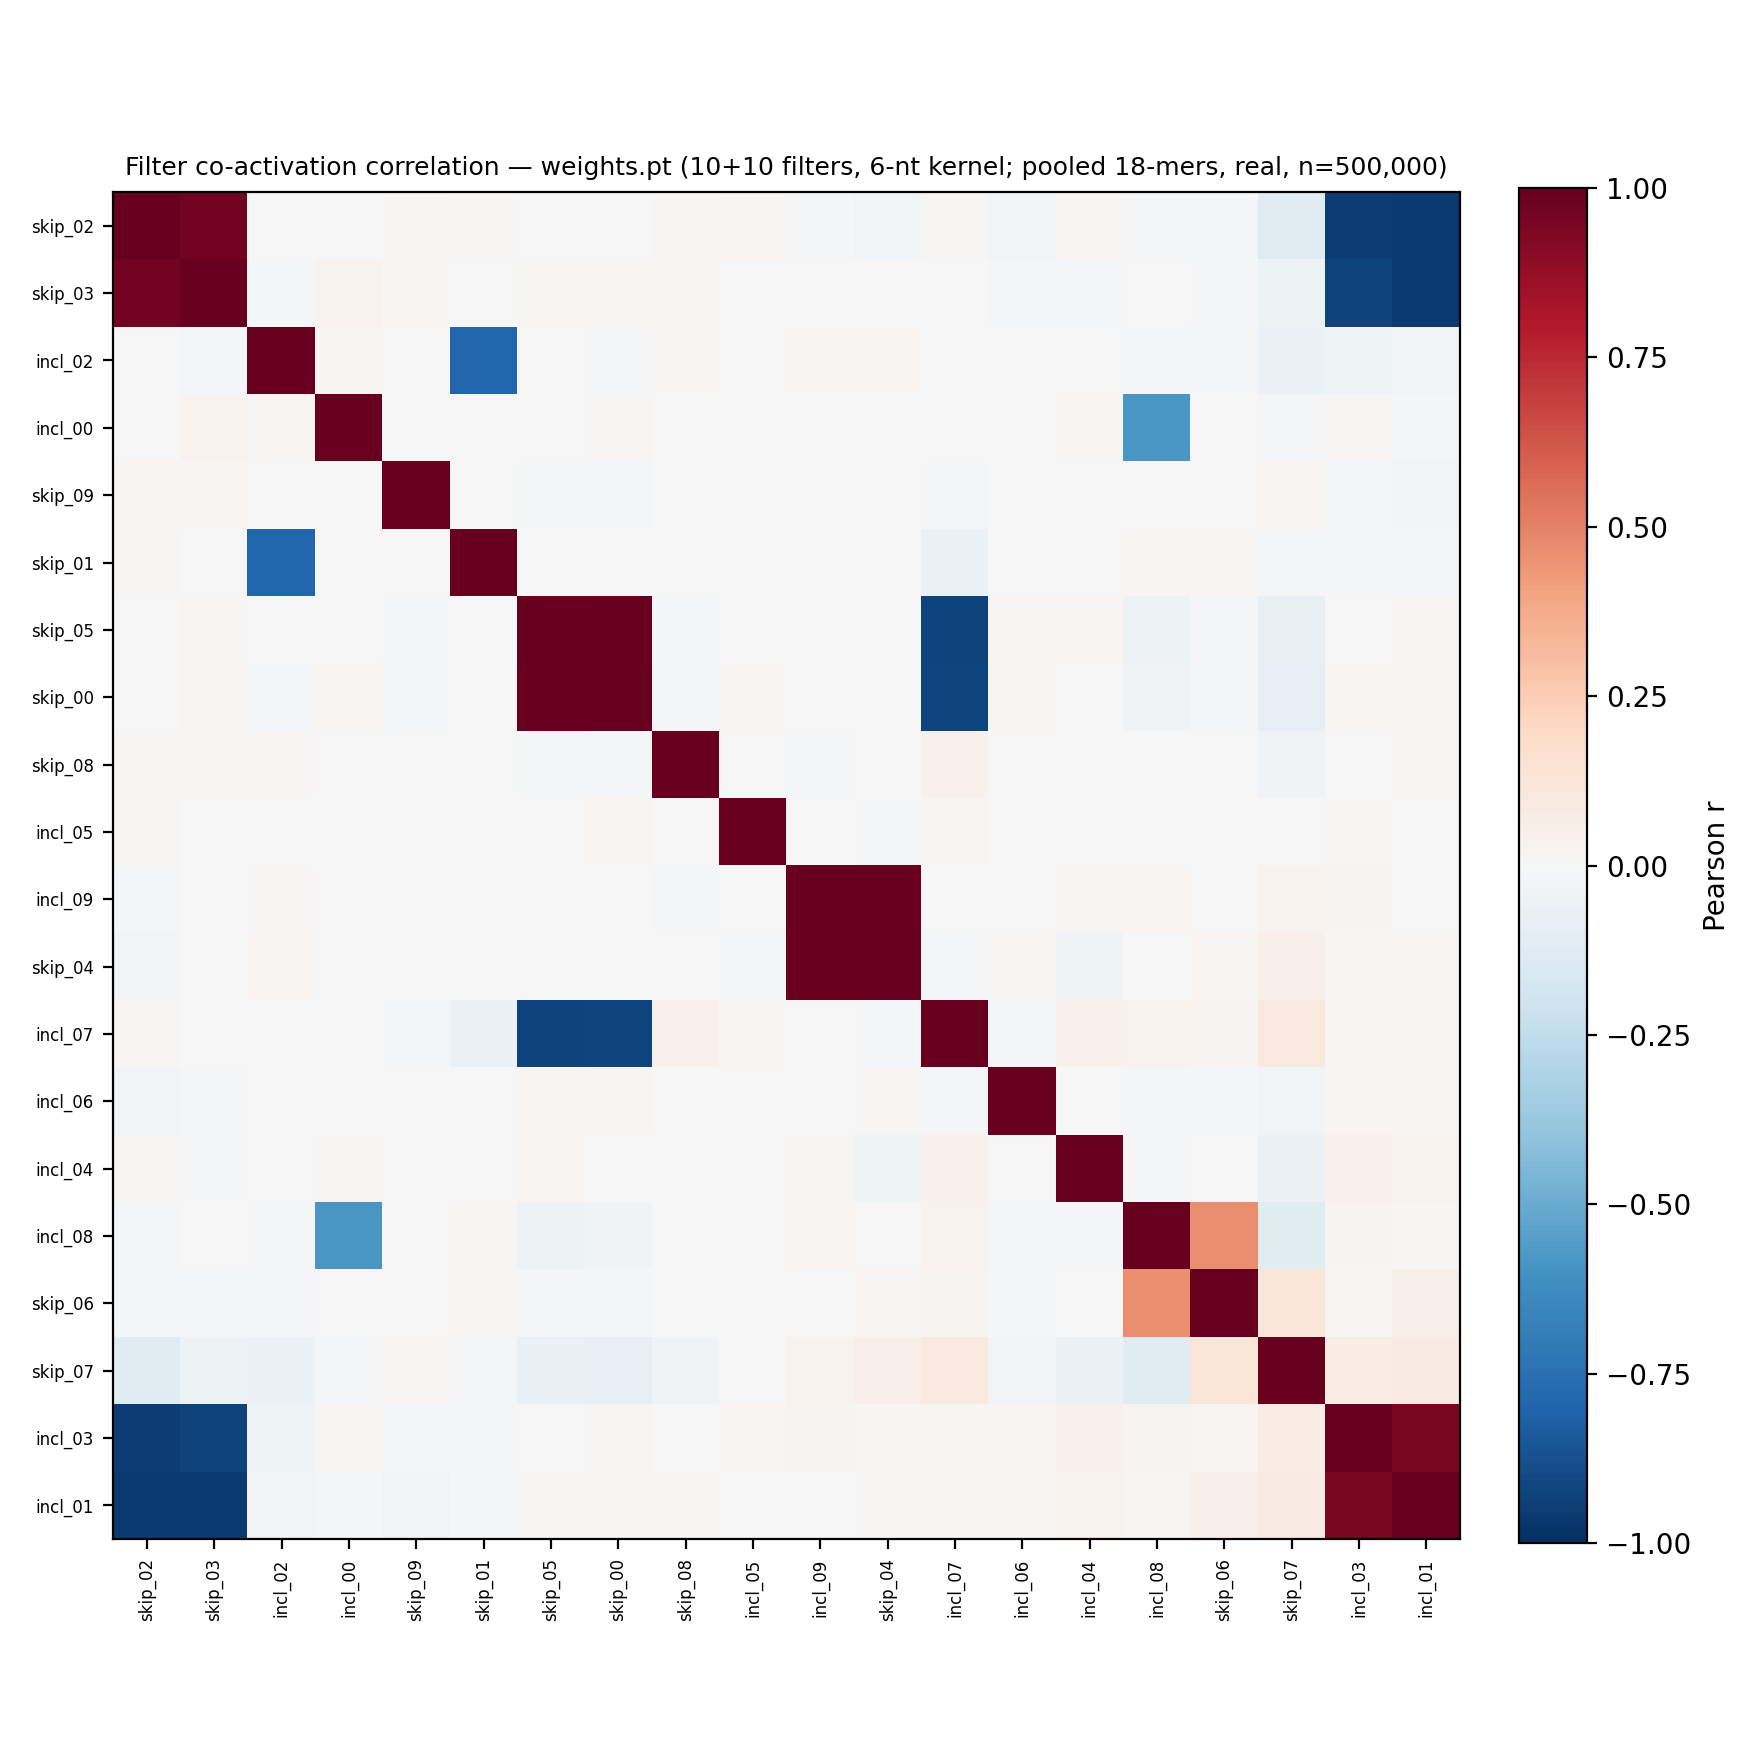 Filter co-activation correlation — weights.pt (10+10 filters, 6-nt kernel; pooled 18-mers, real, n=500,000)
skip_02
skip_03
incl_02
incl_00
skip_09
skip_01
skip_05
skip_00
skip_08
incl_05
incl_09
skip_04
incl_07
incl_06
incl_04
incl_08
skip_06
skip_07
incl_03
incl_01
skip_02
skip_03
incl_02
incl_00
skip_09
skip_01
skip_05
skip_00
skip_08
incl_05
incl_09
skip_04
incl_07
incl_06
incl_04
incl_08
skip_06
skip_07
incl_03
incl_01
1.00
0.75
0.50
0.25
0.00
−0.25
−0.50
−0.75
−1.00
Pearson r